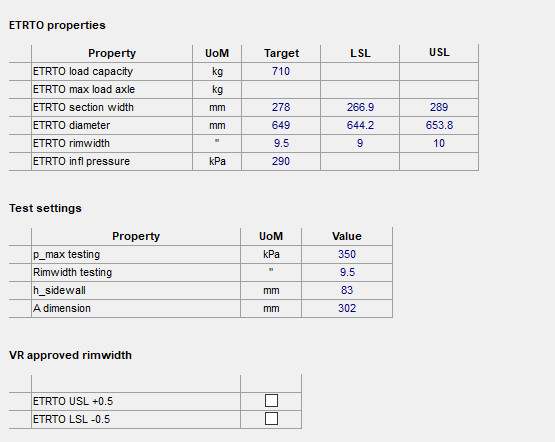 ETRTO properties
Property UoM Target LSL USL
ETRTO load capacity kg 710
ETRTO max load axle kg
ETRTO section width mm 278 266.9 289
ETRTO diameter mm 649 644.2 653.8
ETRTO rimwidth " 9.5 9 10
ETRTO infl pressure kPa 290
Test settings
Property UoM Value
p_max testing kPa 350
Rimwidth testing " 9.5
h_sidewall mm 83
A dimension mm 302
VR approved rimwidth
ETRTO USL +0.5
ETRTO LSL -0.5